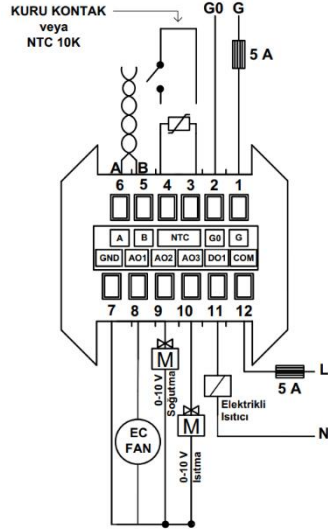 KURU KONTAK
veya
NTC 10K
G0 G
5 A
A B
6 5 4 3 2 1
A B NTC G0 G
GND AO1 AO2 AO3 DO1 COM
7 8 9 10 11 12
M
0-10 V
Soğutma
L
5 A
Elektrikli
Isıtıcı
EC
FAN
M
0-10 V
Isıtma
N